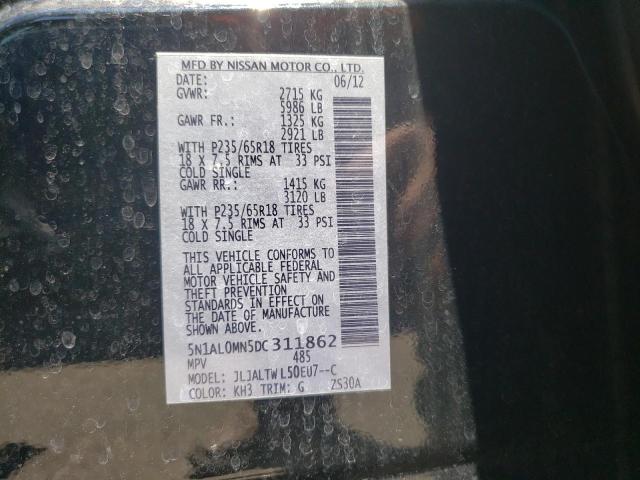 MFD BY NISSAN MOTOR CO., LTD.
DATE: 06/12
GVWR: 2715 KG
5986 LB
GAWR FR.: 1325 KG
2921 LB
WITH P235/65R18 TIRES
18 X 7.5 RIMS AT 33 PSI
COLD SINGLE
GAWR RR.: 1415 KG
3120 LB
WITH P235/65R18 TIRES
18 X 7.5 RIMS AT 33 PSI
COLD SINGLE
THIS VEHICLE CONFORMS TO
ALL APPLICABLE FEDERAL
MOTOR VEHICLE SAFETY AND
THEFT PREVENTION
STANDARDS IN EFFECT ON
THE DATE OF MANUFACTURE
SHOWN ABOVE.
5N1AL0MN5DC311862
MPV 485
MODEL: JLJALTWL50EU7--C
COLOR: KH3 TRIM: G ZS30A